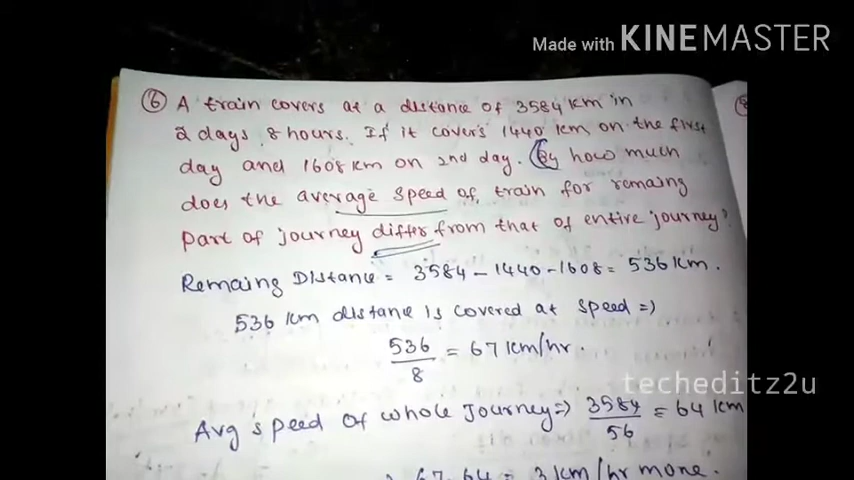 Made with KINEMASTER
6 A train covers at a distance of 3584 km in
2 days 8 hours. If it covers 1440 km on the first
day and 1608 km on 2nd day. By how much
does the average speed of train for remaing
part of journey differ from that of entire journey?
Remaing Distance = 3584 - 1440 - 1608 = 536 km.
536 km distance is covered at speed =>
536/8 = 67 km/hr.
techeditz2u
Avg speed of whole journey => 3584/56 = 64 km
67-64 = 3 km/hr more.